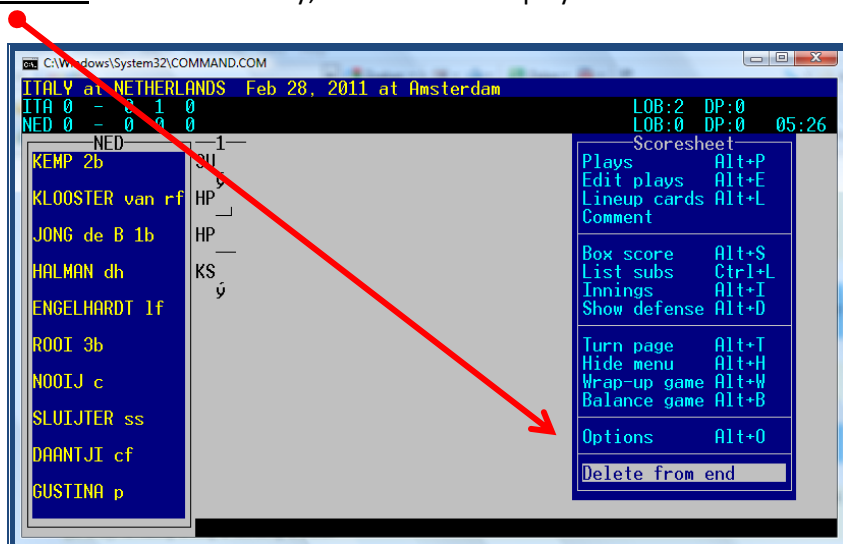 C:\Windows\System32\COMMAND.COM
ITALY at NETHERLANDS Feb 28, 2011 at Amsterdam
ITA 0 - 0 1 0 LOB:2 DP:0
NED 0 - 0 0 0 LOB:0 DP:0 05:26
NED
1
KEMP 2b
KLOOSTER van rf HP
JONG de B 1b HP
HALMAN dh KS
ý
ENGELHARDT lf
ROOI 3b
NOOIJ c
SLUIJTER ss
DAANTJI cf
GUSTINA p
Scoresheet
Plays Alt+P
Edit plays Alt+E
Lineup cards Alt+L
Comment
Box score Alt+S
List subs Ctrl+L
Innings Alt+I
Show defense Alt+D
Turn page Alt+T
Hide menu Alt+H
Wrap-up game Alt+W
Balance game Alt+B
Options Alt+O
Delete from end